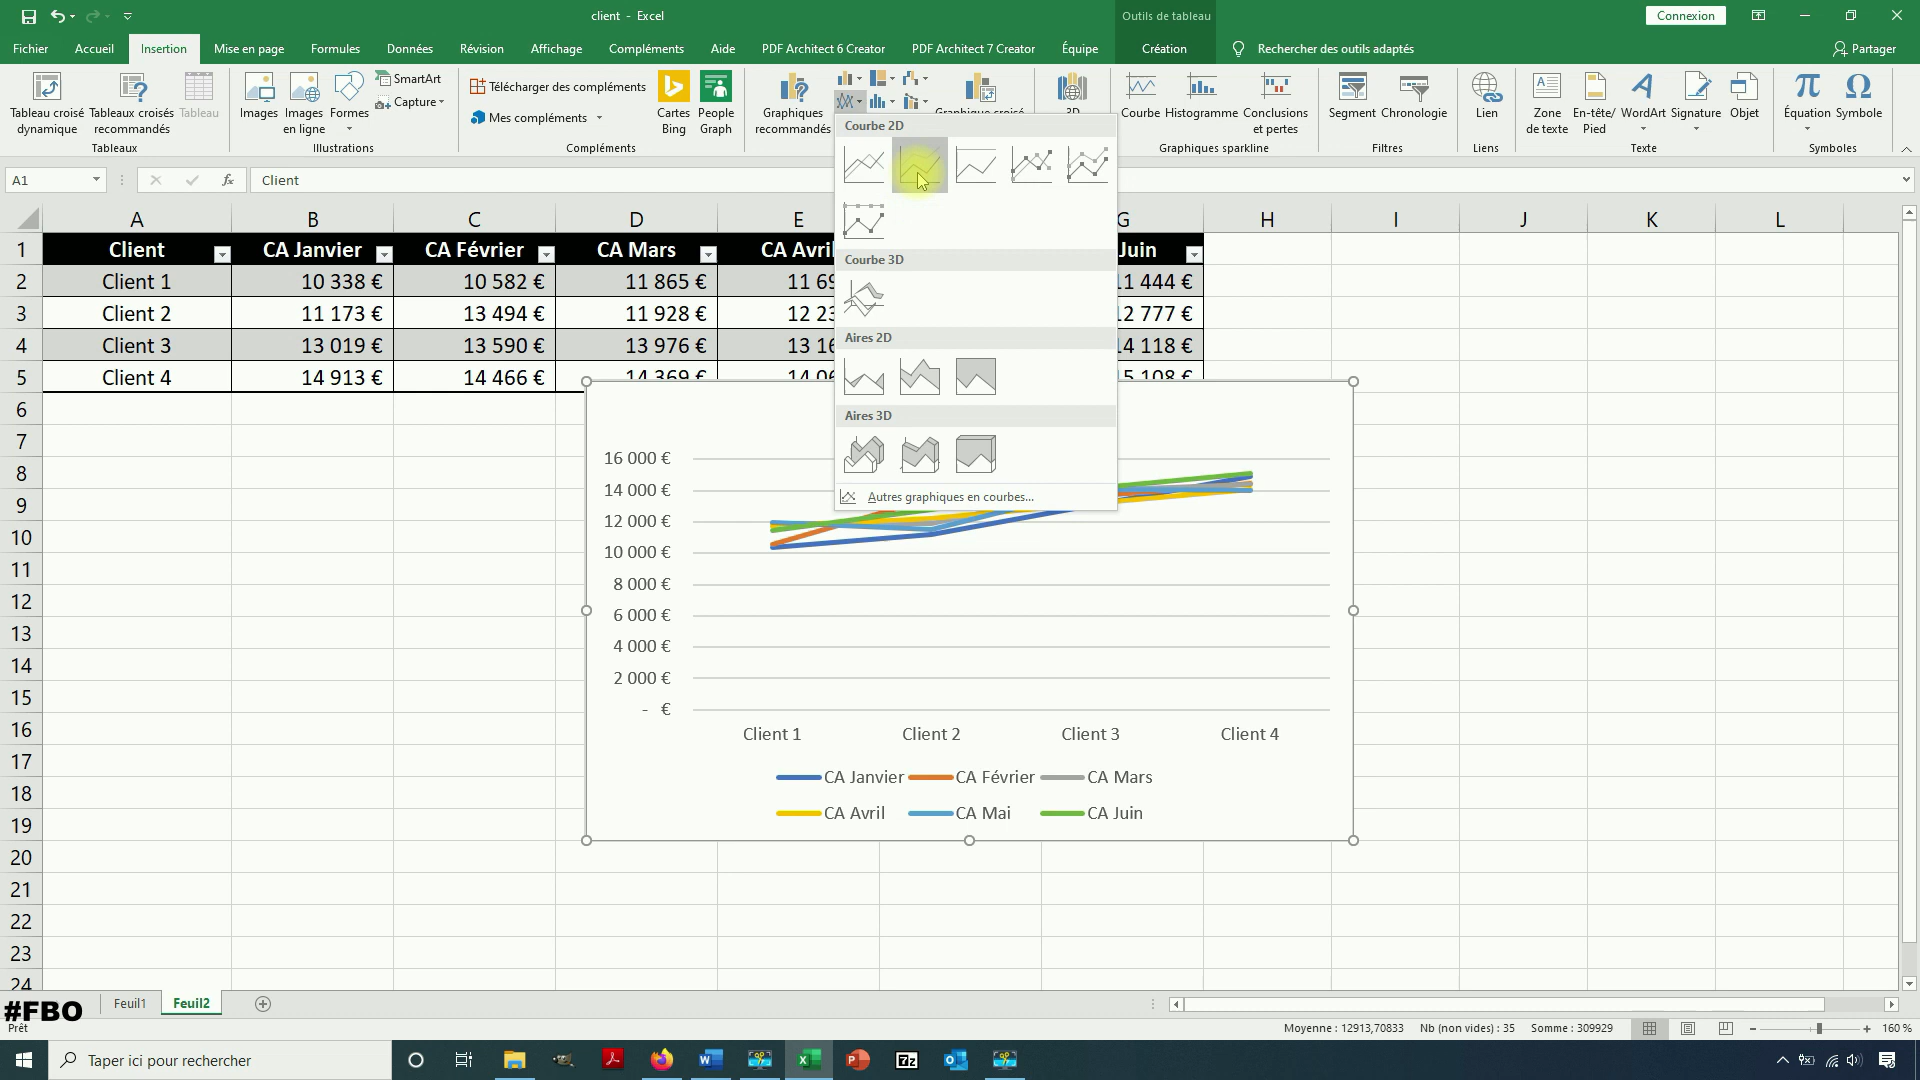 client - Excel
Outils de tableau
Connexion
Fichier Accueil Insertion Mise en page Formules Données Révision Affichage Compléments Aide PDF Architect 6 Creator PDF Architect 7 Creator Équipe Création Rechercher des outils adaptés Partager
Tableau croisé dynamique
Tableaux croisés recommandés
Tableau
Tableaux
Images
Images en ligne
Formes
SmartArt
Capture
Illustrations
Télécharger des compléments
Mes compléments
Cartes Bing
People Graph
Compléments
Graphiques recommandés
Graphique croisé
3D
Courbe
Histogramme
Conclusions et pertes
Graphiques sparkline
Segment
Chronologie
Filtres
Lien
Liens
Zone de texte
En-tête/ Pied
WordArt
Signature
Objet
Texte
Équation
Symbole
Symboles
A1
fx
Client
Courbe 2D
Courbe 3D
Aires 2D
Aires 3D
Autres graphiques en courbes...
A B C D E G H I J K L
1 Client CA Janvier CA Février CA Mars CA Avril Juin
2 Client 1 10 338 € 10 582 € 11 865 € 11 69 11 444 €
3 Client 2 11 173 € 13 494 € 11 928 € 12 23 12 777 €
4 Client 3 13 019 € 13 590 € 13 976 € 13 16 14 118 €
5 Client 4 14 913 € 14 466 € 14 369 € 14 06 15 108 €
6
7
8
9
10
11
12
13
14
15
16
17
18
19
20
21
22
23
24
16 000 €
14 000 €
12 000 €
10 000 €
8 000 €
6 000 €
4 000 €
2 000 €
- €
Client 1 Client 2 Client 3 Client 4
CA Janvier CA Février CA Mars
CA Avril CA Mai CA Juin
#FBO
Feuil1 Feuil2
Prêt
Moyenne : 12913,70833 Nb (non vides) : 35 Somme : 309929
160 %
Taper ici pour rechercher
7z